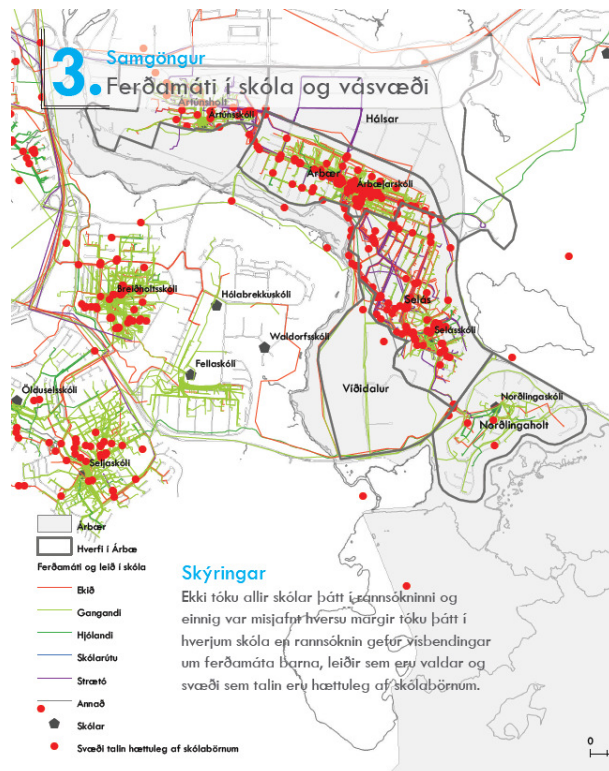 3.
Samgöngur
Ferðamáti í skóla og vásvæði
Ártúnsholt
Ártúnsskóli
Hálsar
Árbær
Árbæjarskóli
Breiðholtsskóli
Hólabrekkuskóli
Selás
Waldorfsskóli
Selásskóli
Fellaskóli
Ölduselsskóli
Víðidalur
Norðlingaskóli
Norðlingaholt
Seljaskóli
Árbær
Hverfi í Árbæ
Ferðamáti og leið í skóla
Ekið
Gangandi
Hjólandi
Skólarútu
Strætó
Annað
Skólar
Svæði talin hættuleg af skólabörnum
Skýringar
Ekki tóku allir skólar þátt í rannsókninni og
einnig var misjafnt hversu margir tóku þátt í
hverjum skóla en rannsóknin gefur vísbendingar
um ferðamáta barna, leiðir sem eru valdar og
svæði sem talin eru hættuleg af skólabörnum.
0